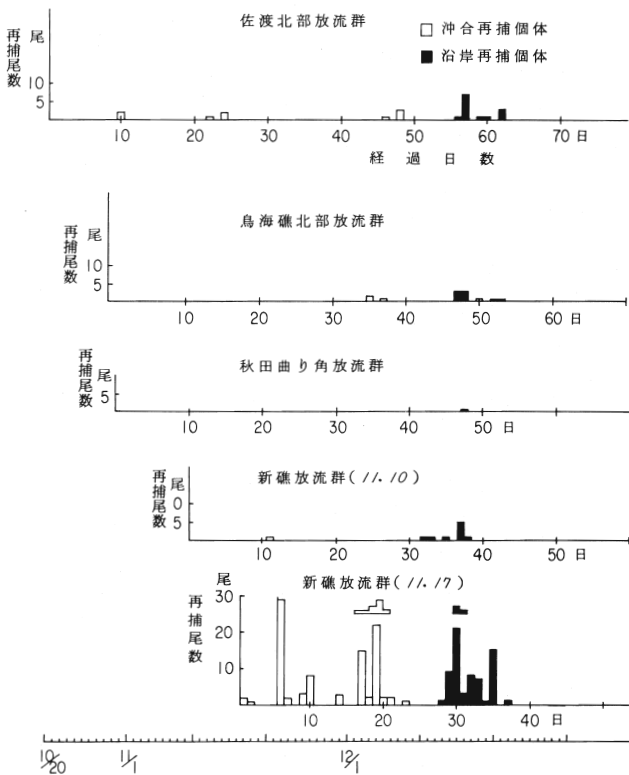 佐渡北部放流群
□ 沖合再捕個体
■ 沿岸再捕個体
再捕尾数
尾
10
5
10 20 30 40 50 60 70 日
経過日数
鳥海礁北部放流群
再捕尾数
尾
10
5
10 20 30 40 50 60 日
秋田曲り角放流群
再捕尾数
尾
5
10 20 30 40 50 日
新礁放流群(11.10)
再捕尾数
尾
0
5
10 20 30 40 50 日
新礁放流群(11.17)
再捕尾数
尾
30
20
10
10 20 30 40 日
10/20 11/1 12/1